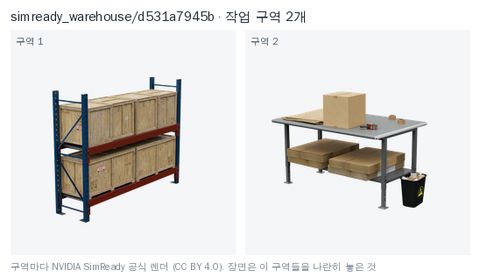 simready_warehouse/d531a7945b · 작업 구역 2개
구역 1
구역 2
구역마다 NVIDIA SimReady 공식 렌더 (CC BY 4.0). 장면은 이 구역들을 나란히 놓은 것